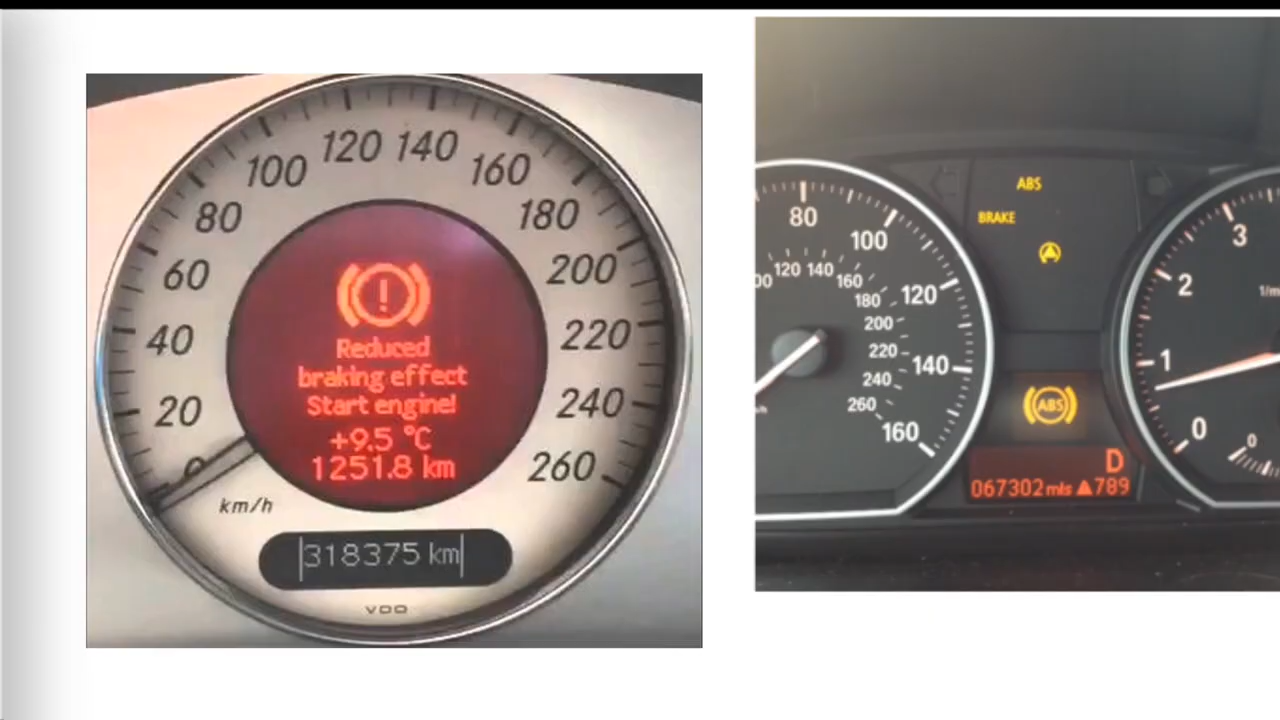 120 140
100 160
80 180
60 200
40 220
20 240
0 260
km/h
Reduced
braking effect
Start engine!
+9.5 °C
1251.8 km
318375 km
VDO
ABS
BRAKE
80
100
120
140
160
120 140 160
180
200
220
240
260
ABS
D
067302 mls ▲789
3
2
1
0
0